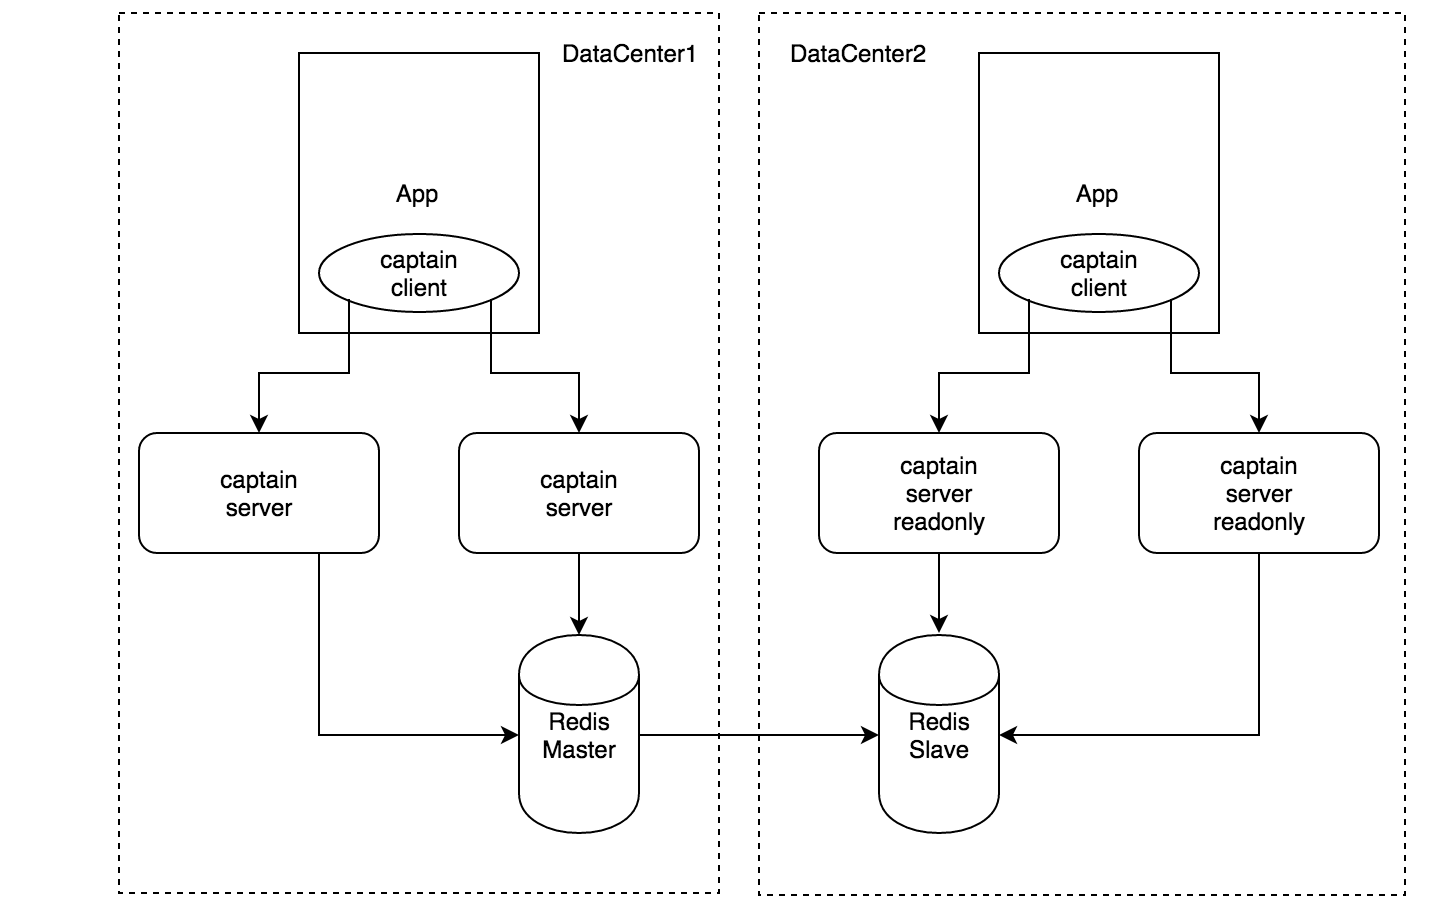 DataCenter1
App
captain
client
captain
server
captain
server
Redis
Master
DataCenter2
App
captain
client
captain
server
readonly
captain
server
readonly
Redis
Slave